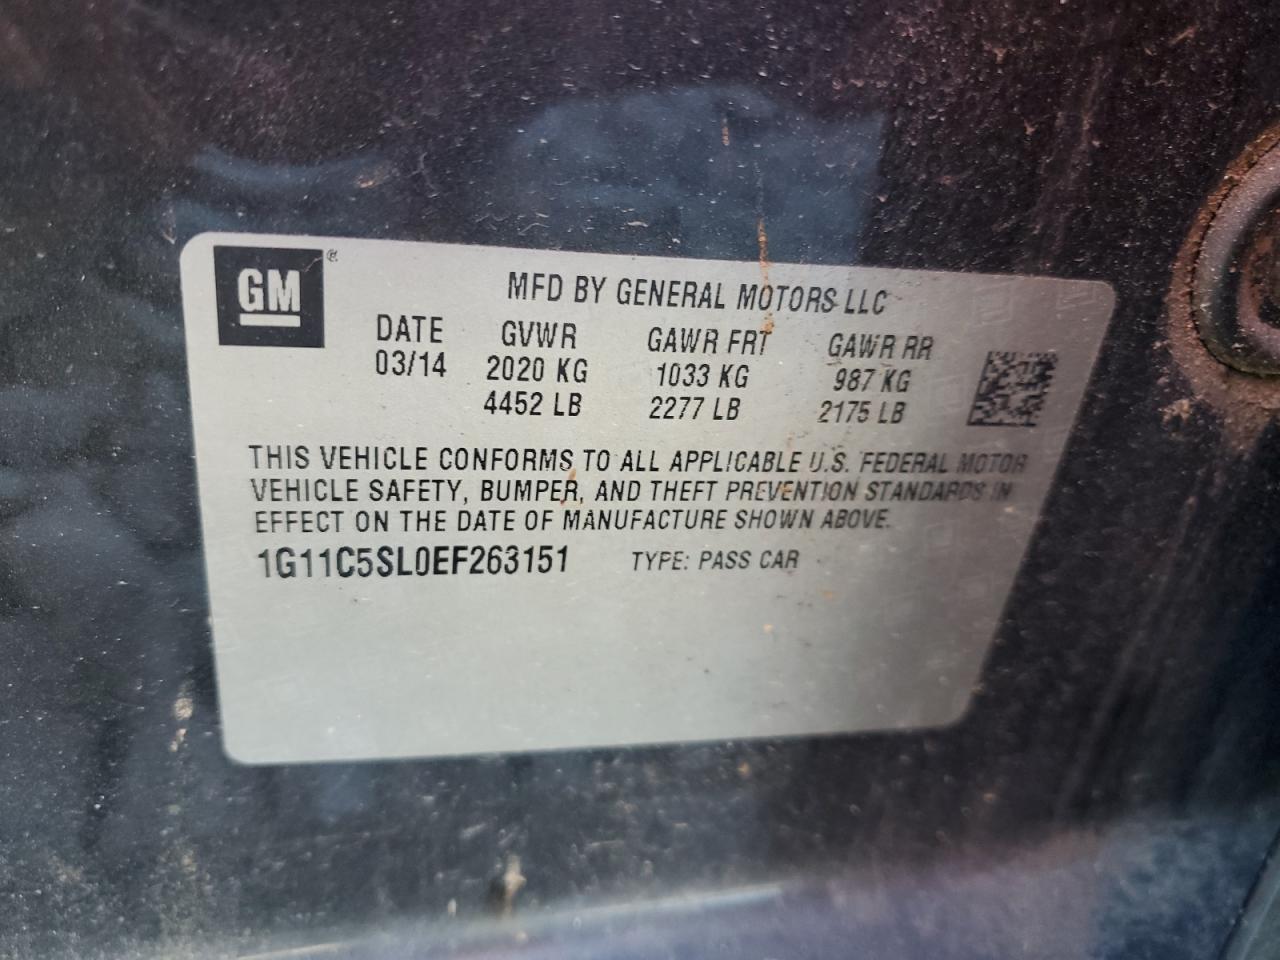 GM®
MFD BY GENERAL MOTORS LLC
DATE GVWR GAWR FRT GAWR RR
03/14 2020 KG 1033 KG 987 KG
4452 LB 2277 LB 2175 LB
THIS VEHICLE CONFORMS TO ALL APPLICABLE U.S. FEDERAL MOTOR
VEHICLE SAFETY, BUMPER, AND THEFT PREVENTION STANDARDS IN
EFFECT ON THE DATE OF MANUFACTURE SHOWN ABOVE.
1G11C5SL0EF263151 TYPE: PASS CAR